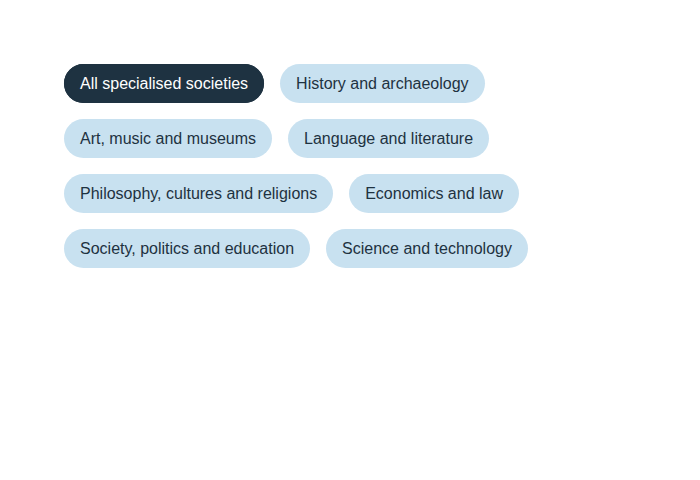 All specialised societies
History and archaeology
Art, music and museums
Language and literature
Philosophy, cultures and religions
Economics and law
Society, politics and education
Science and technology